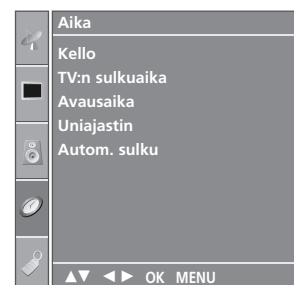 Aika
Kello
TV:n sulkuaika
Avausaika
Uniajastin
Autom. sulku
▲▼ ◄► OK MENU